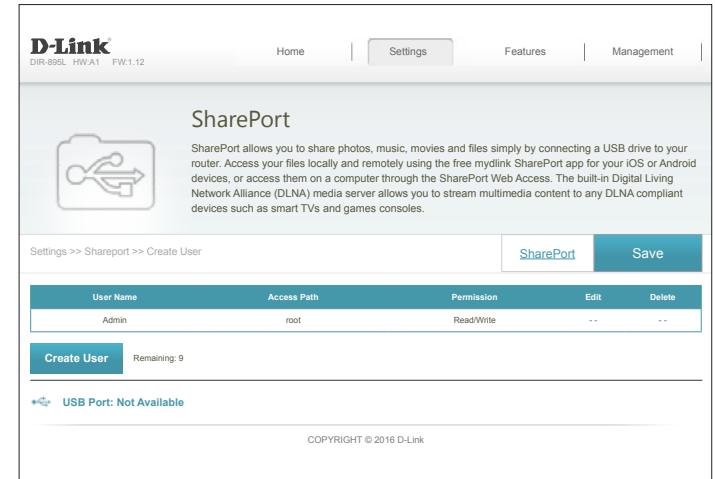 D-Link®
DIR-895L HW:A1 FW:1.12
Home
Settings
Features
Management
SharePort
SharePort allows you to share photos, music, movies and files simply by connecting a USB drive to your
router. Access your files locally and remotely using the free mydlink SharePort app for your iOS or Android
devices, or access them on a computer through the SharePort Web Access. The built-in Digital Living
Network Alliance (DLNA) media server allows you to stream multimedia content to any DLNA compliant
devices such as smart TVs and games consoles.
Settings >> Shareport >> Create User
SharePort
Save
User Name Access Path Permission Edit Delete
Admin root Read/Write - - - -
Create User Remaining: 9
USB Port: Not Available
COPYRIGHT © 2016 D-Link